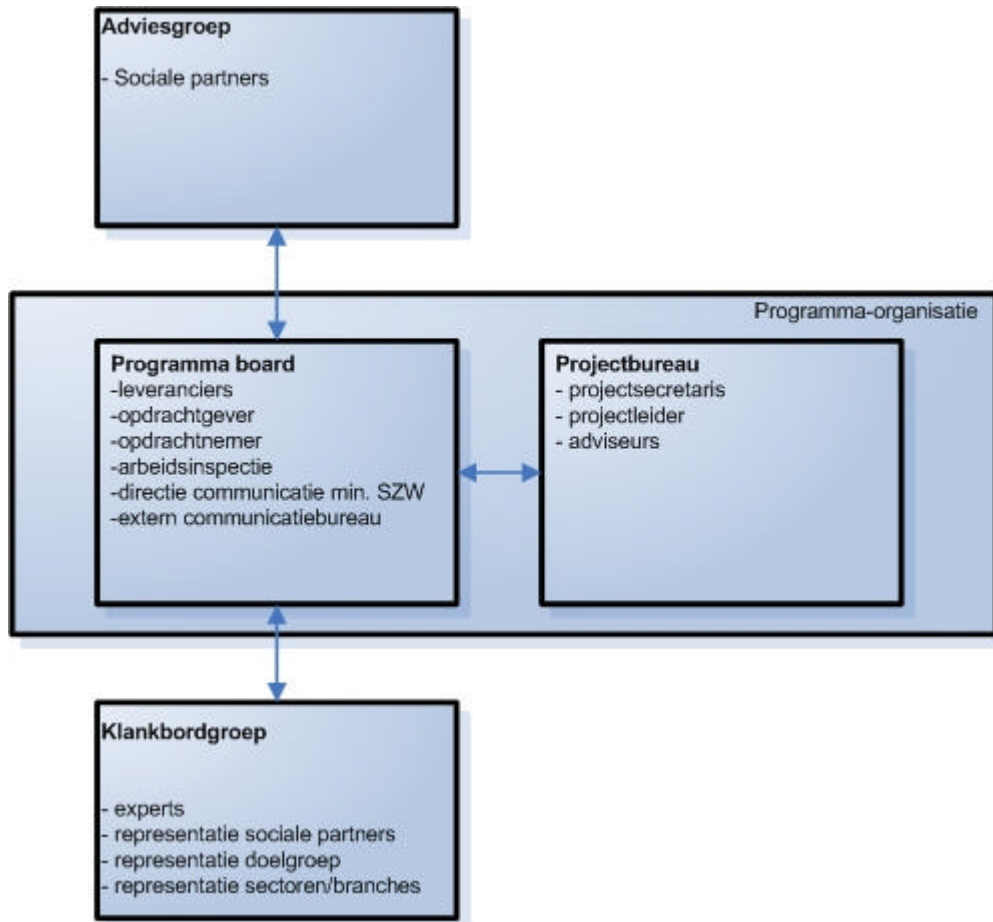 Adviesgroep
- Sociale partners
Programma-organisatie
Programma board
-leveranciers
-opdrachtgever
-opdrachtnemer
-arbeidsinspectie
-directie communicatie min. SZW
-extern communicatiebureau
Projectbureau
- projectsecretaris
- projectleider
- adviseurs
Klankbordgroep
- experts
- representatie sociale partners
- representatie doelgroep
- representatie sectoren/branches